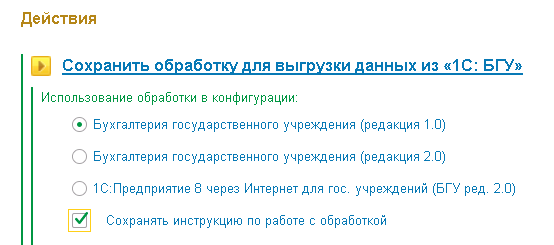 Действия
Сохранить обработку для выгрузки данных из «1С: БГУ»
Использование обработки в конфигурации:
Бухгалтерия государственного учреждения (редакция 1.0)
Бухгалтерия государственного учреждения (редакция 2.0)
1С:Предприятие 8 через Интернет для гос. учреждений (БГУ ред. 2.0)
Сохранять инструкцию по работе с обработкой